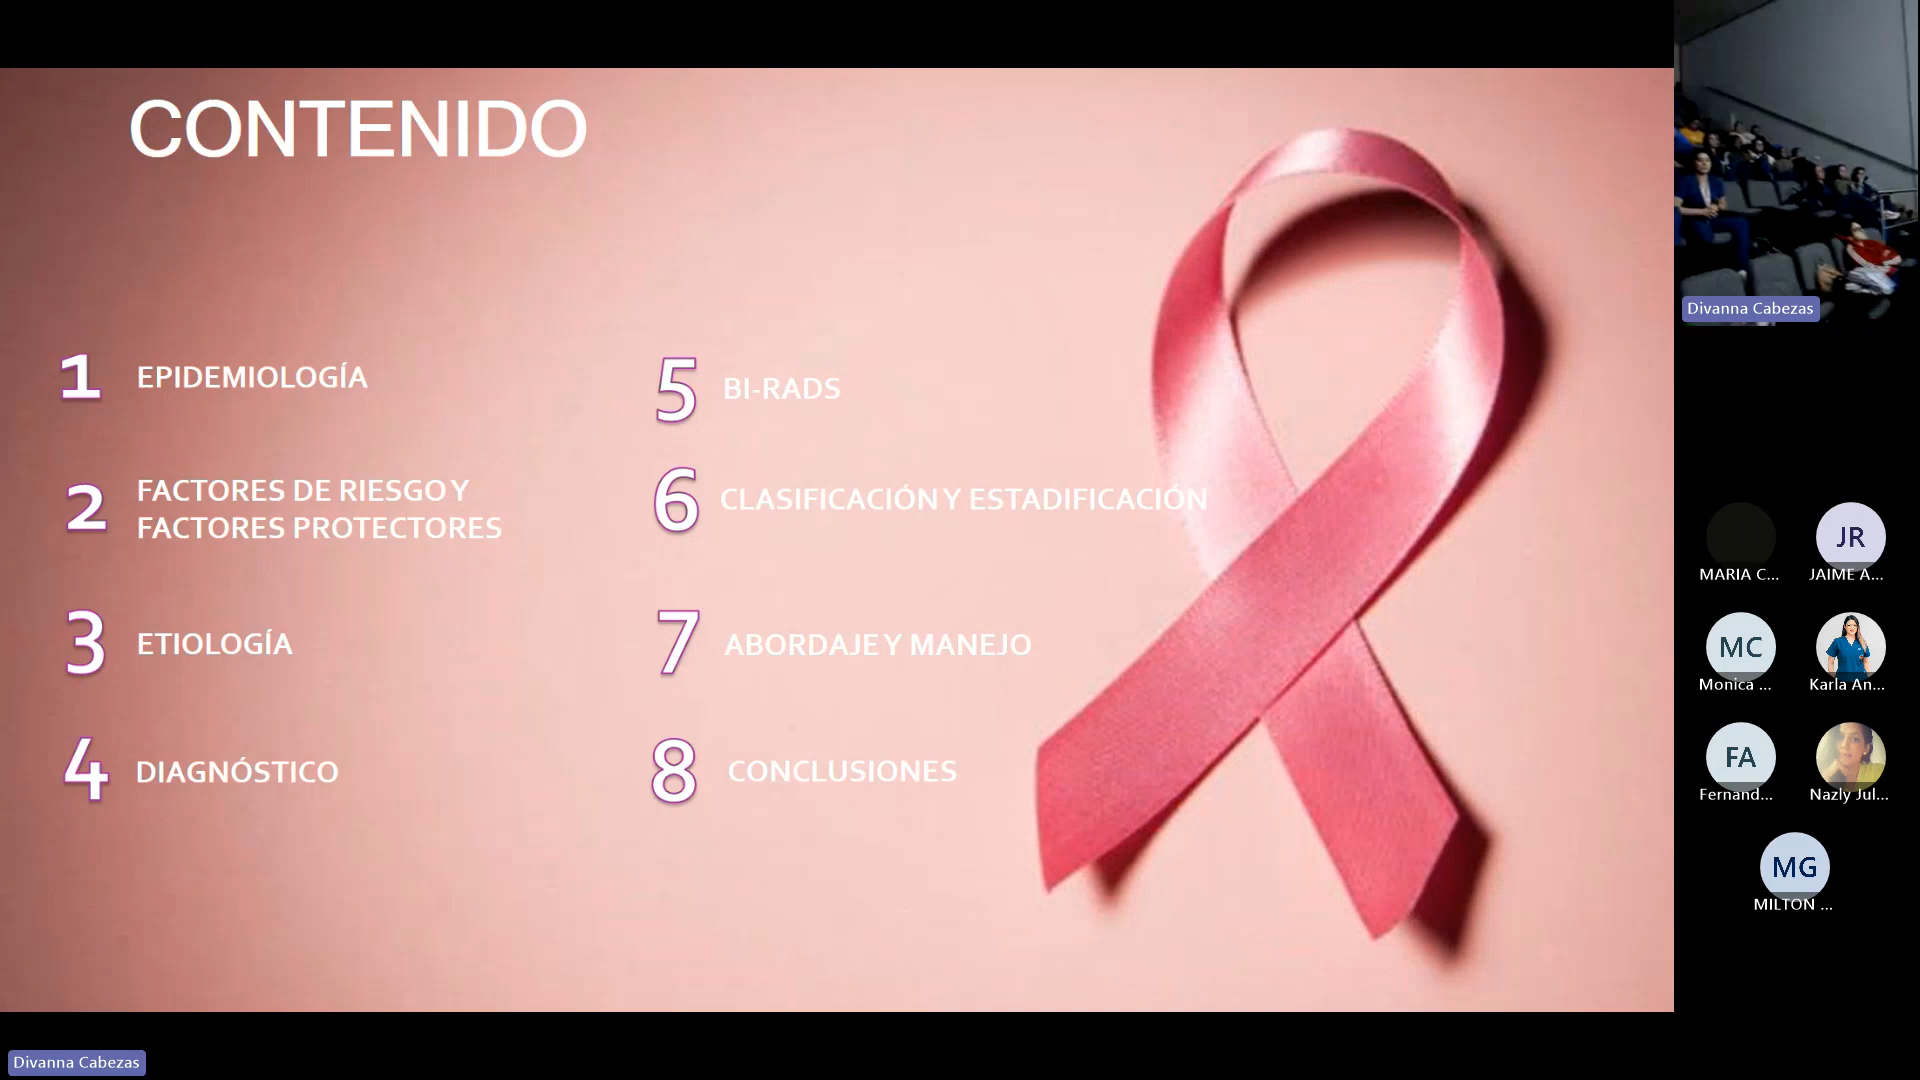 CONTENIDO
1 EPIDEMIOLOGÍA
2 FACTORES DE RIESGO Y
FACTORES PROTECTORES
3 ETIOLOGÍA
4 DIAGNÓSTICO
5 BI-RADS
6 CLASIFICACIÓN Y ESTADIFICACIÓN
7 ABORDAJE Y MANEJO
8 CONCLUSIONES
Divanna Cabezas
MARIA C...
JR
JAIME A...
MC
Monica ...
Karla An...
FA
Fernand...
Nazly Jul...
MG
MILTON ...
Divanna Cabezas